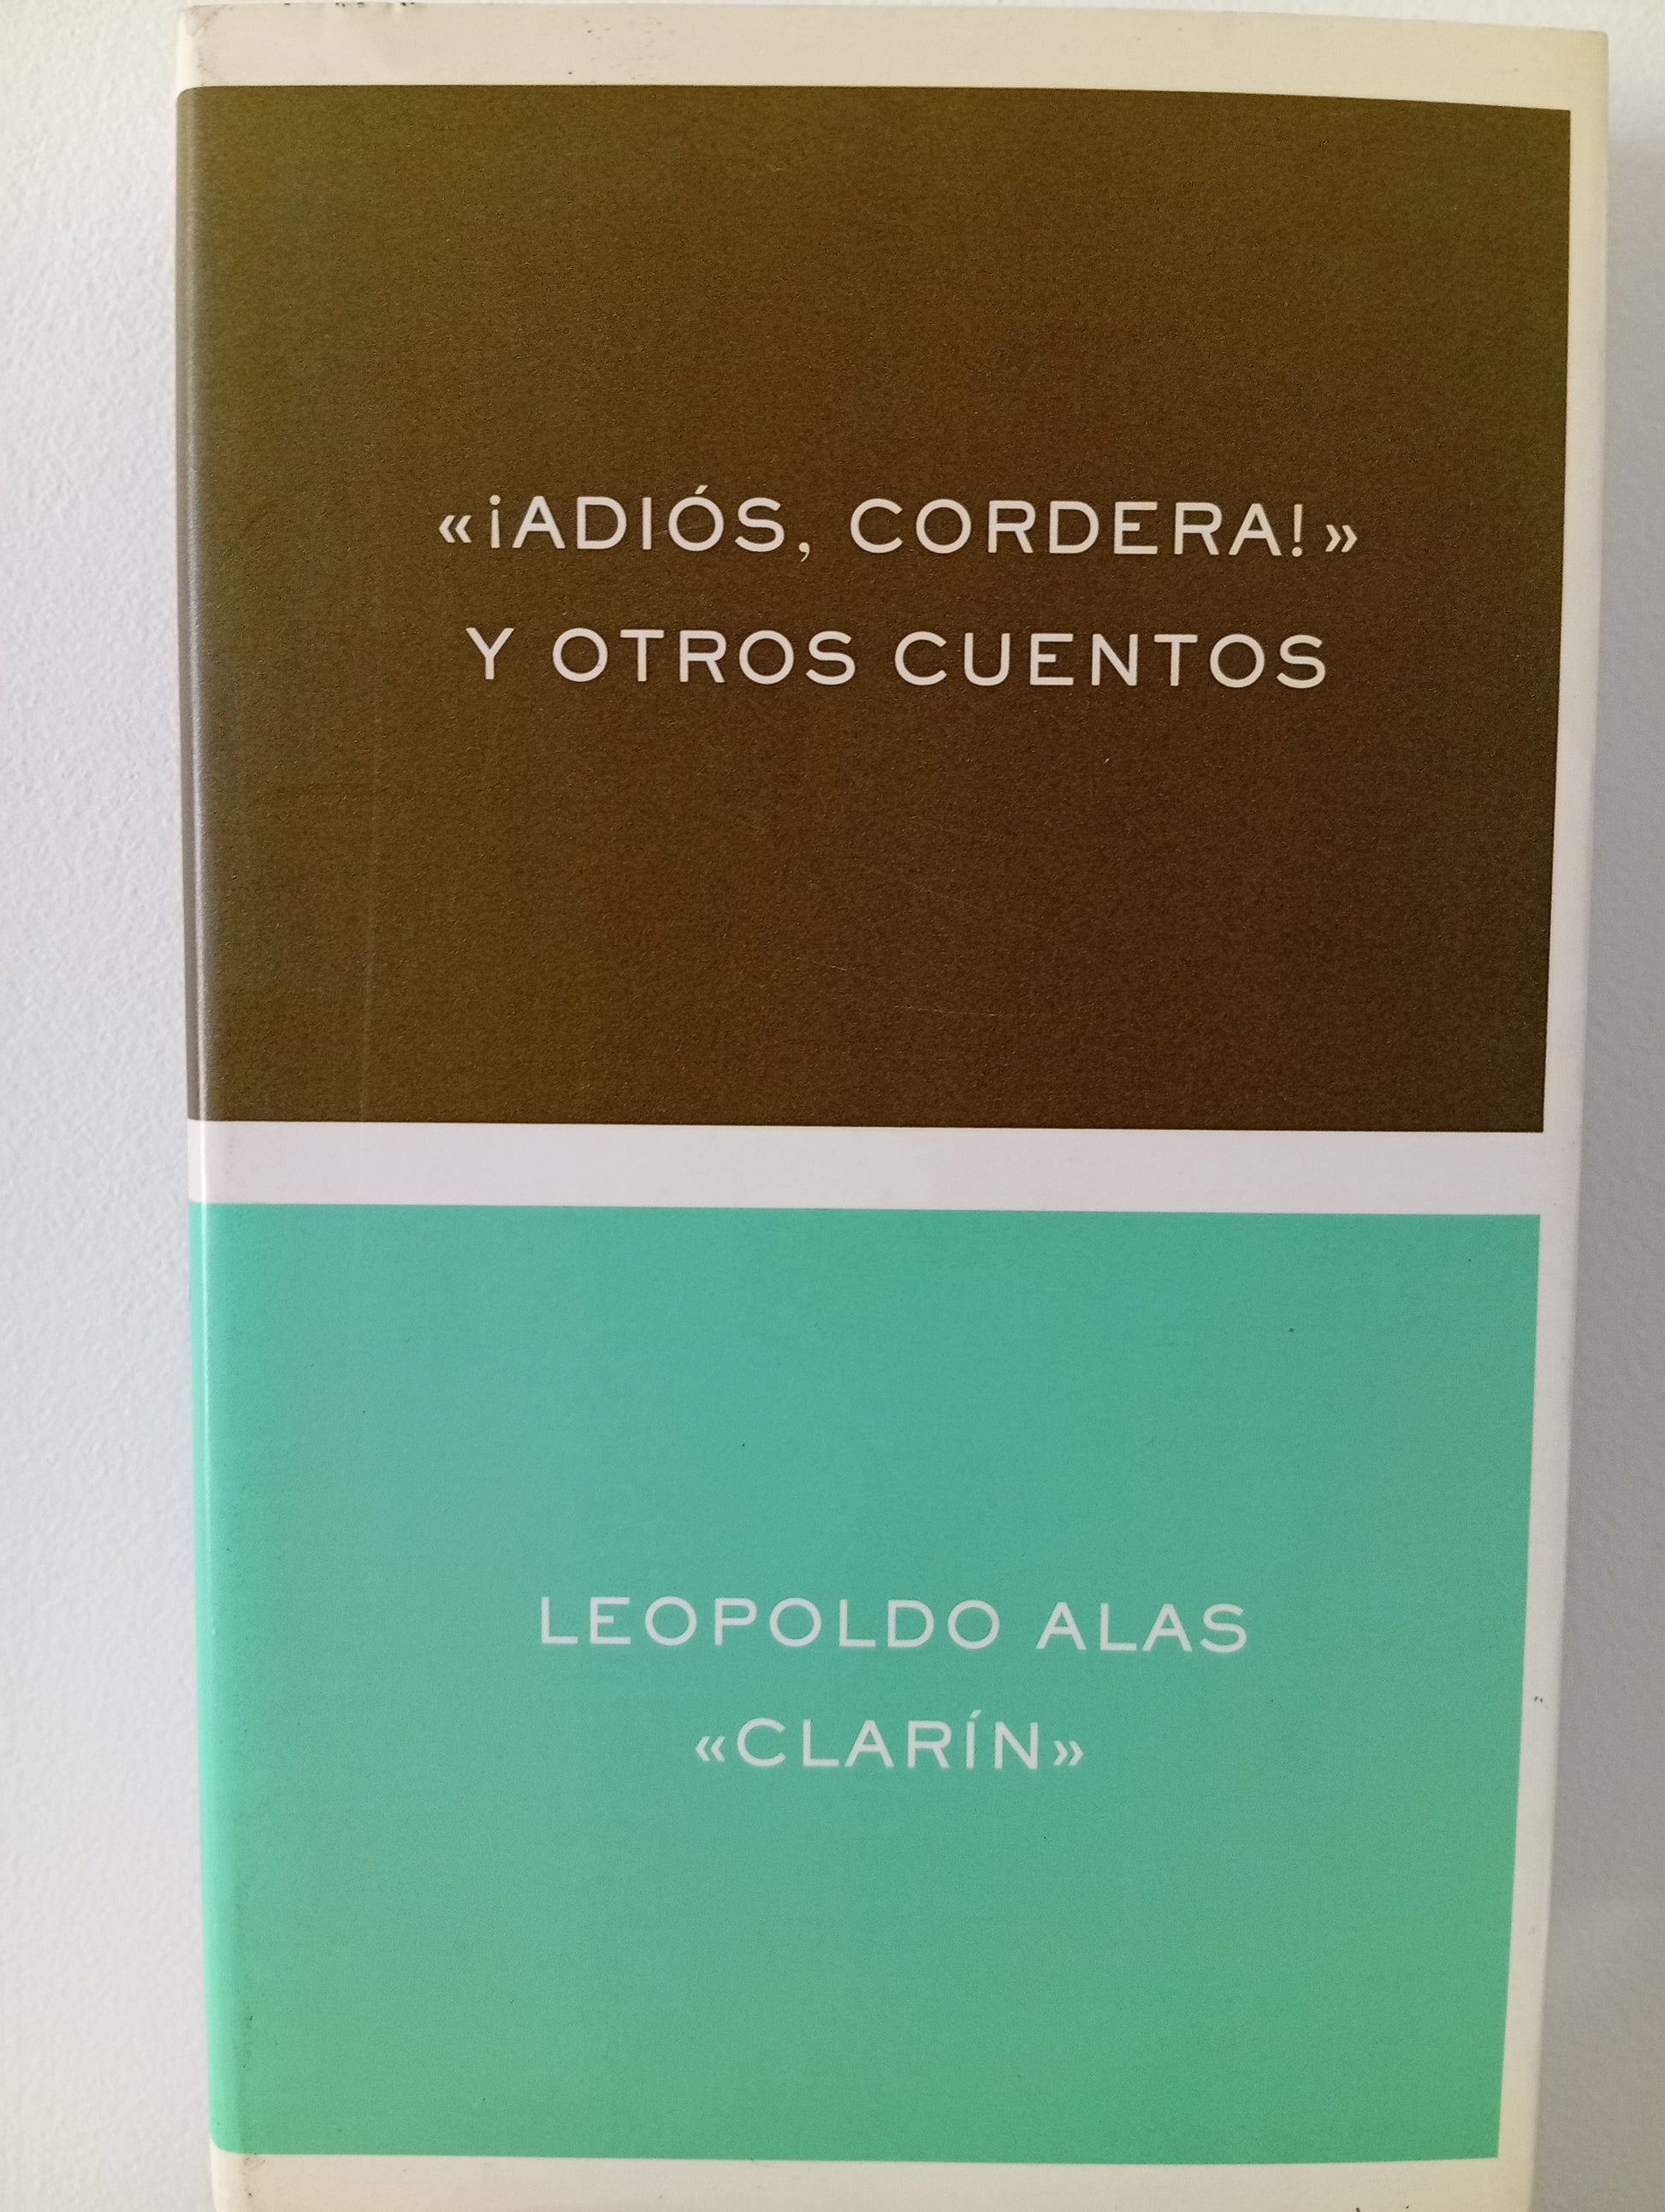 «¡ADIÓS, CORDERA!»
Y OTROS CUENTOS
LEOPOLDO ALAS
«CLARÍN»